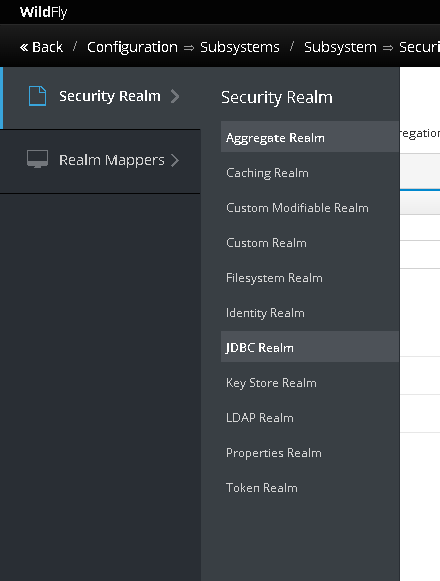 WildFly
« Back / Configuration ⇒ Subsystems / Subsystem ⇒ Securi
Security Realm
Realm Mappers
Security Realm
Aggregate Realm
Caching Realm
Custom Modifiable Realm
Custom Realm
Filesystem Realm
Identity Realm
JDBC Realm
Key Store Realm
LDAP Realm
Properties Realm
Token Realm
regation